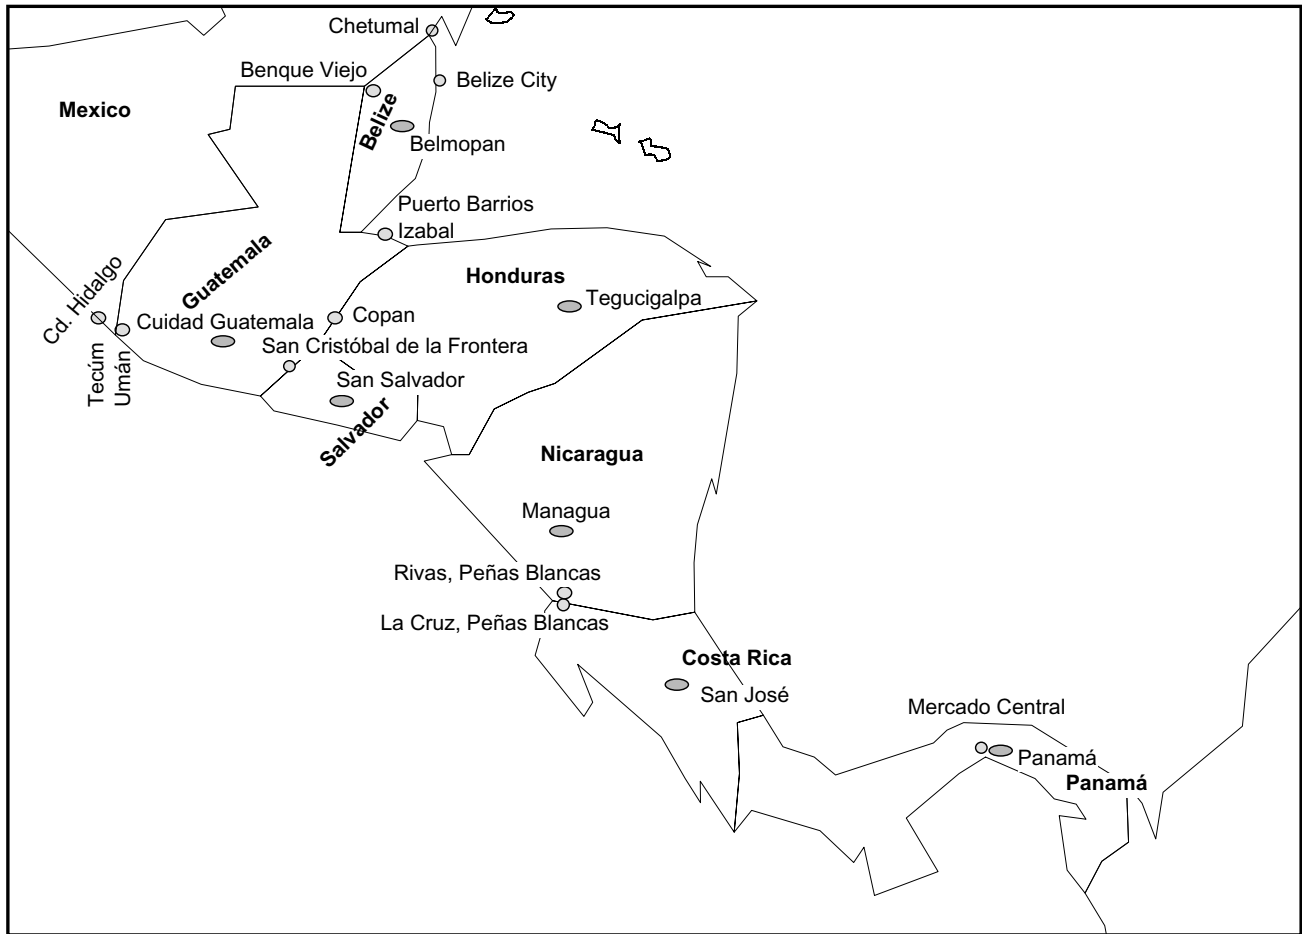 Chetumal
Benque Viejo
Belize City
Mexico
Belize
Belmopan
Puerto Barrios
Izabal
Guatemala
Honduras
Cd. Hidalgo
Tegucigalpa
Cuidad Guatemala
Copan
San Cristóbal de la Frontera
Tecúm
Umán
San Salvador
Salvador
Nicaragua
Managua
Rivas, Peñas Blancas
La Cruz, Peñas Blancas
Costa Rica
San José
Mercado Central
Panamá
Panamá